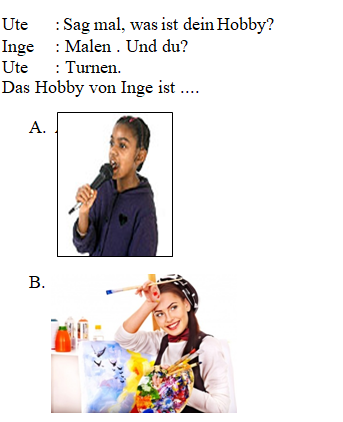 Ute : Sag mal, was ist dein Hobby?
Inge : Malen . Und du?
Ute : Turnen.
Das Hobby von Inge ist ....
A.
B.